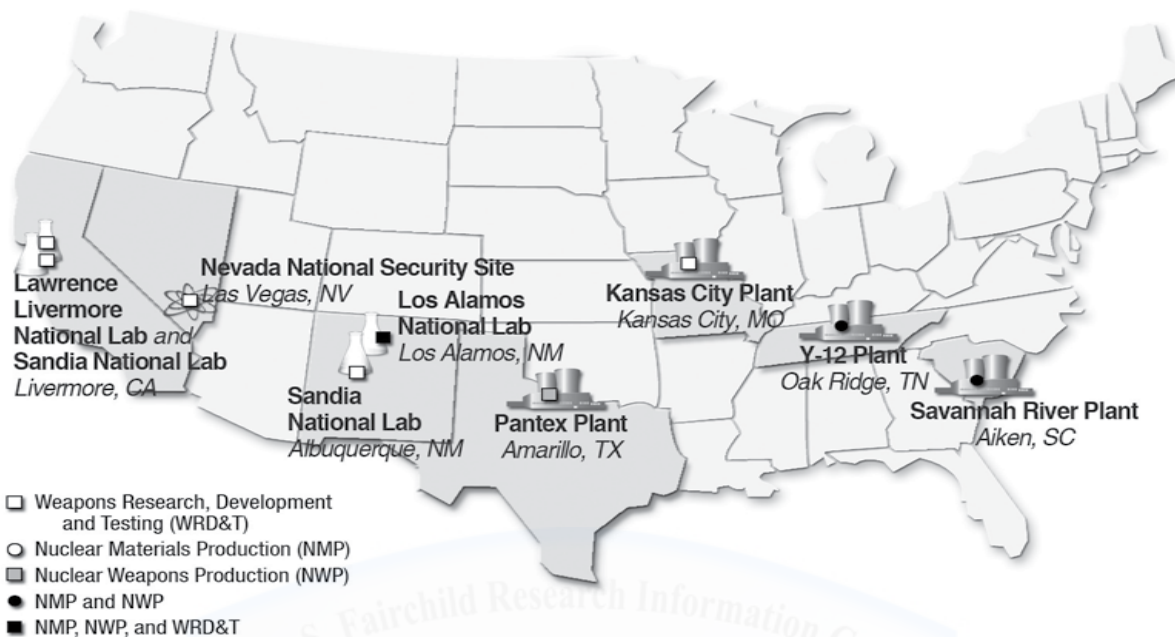 Lawrence
Livermore
National Lab and
Sandia National Lab
Livermore, CA
Nevada National Security Site
Las Vegas, NV
Los Alamos
National Lab
Los Alamos, NM
Sandia
National Lab
Albuquerque, NM
Pantex Plant
Amarillo, TX
Kansas City Plant
Kansas City, MO
Y-12 Plant
Oak Ridge, TN
Savannah River Plant
Aiken, SC
Weapons Research, Development
and Testing (WRD&T)
Nuclear Materials Production (NMP)
Nuclear Weapons Production (NWP)
NMP and NWP
NMP, NWP, and WRD&T
S. Fairchild Research Information